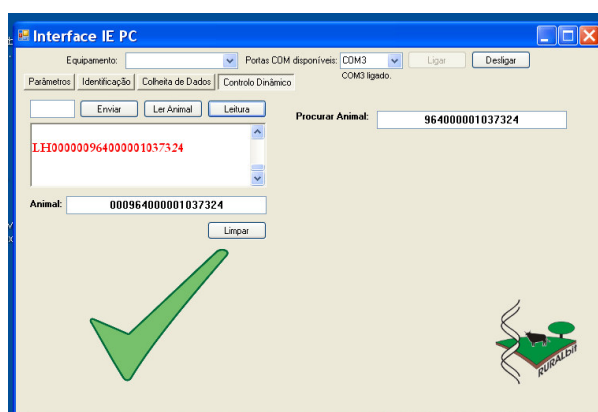 Interface IE PC
Equipamento: Portas COM disponíveis: COM3 Ligar Desligar
COM3 ligado.
Parâmetros Identificação Colheita de Dados Controlo Dinâmico
Enviar Ler Animal Leitura
Procurar Animal: 964000001037324
LH000000964000001037324
Animal: 000964000001037324
Limpar
RURALbit